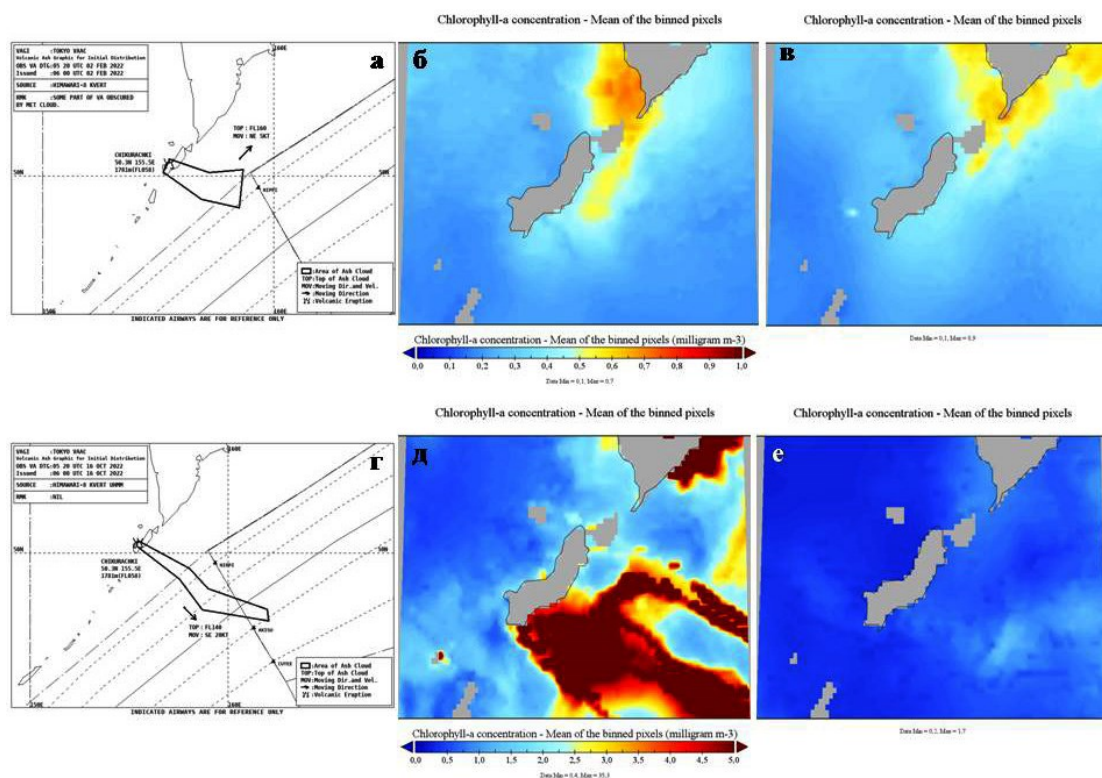 VAGI :TOKYO VAAC
Volcanic Ash Graphic for Initial Distribution
OBS VA DTG:05 20 UTC 02 FEB 2022
Issued :06 00 UTC 02 FEB 2022
SOURCE :HIMAWARI-8 KVERT
RMK :SOME PART OF VA OBSCURED
BY MET CLOUD.
160E
а
TOP: FL160
MOV: NE 5KT
CHIKURACHKI
50.3N 155.5E
1781m(FL058)
50N
50N
:Area of Ash Cloud
TOP:Top of Ash Cloud
MOV:Moving Dir.and Vel.
:Moving Direction
:Volcanic Eruption
160E
INDICATED AIRWAYS ARE FOR REFERENCE ONLY
Chlorophyll-a concentration - Mean of the binned pixels
б
Chlorophyll-a concentration - Mean of the binned pixels (milligram m-3)
0,0 0,1 0,2 0,3 0,4 0,5 0,6 0,7 0,8 0,9 1,0
Data Min = 0,1, Max = 0,7
Chlorophyll-a concentration - Mean of the binned pixels
в
Data Min = 0,1, Max = 0,9
VAGI :TOKYO VAAC
Volcanic Ash Graphic for Initial Distribution
OBS VA DTG:05 20 UTC 16 OCT 2022
Issued :06 00 UTC 16 OCT 2022
SOURCE :HIMAWARI-8 KVERT UHMM
RMK :NIL
160E
г
CHIKURACHKI
50.3N 155.5E
1781m(FL058)
50N
50N
TOP: FL140
MOV: SE 20KT
:Area of Ash Cloud
TOP:Top of Ash Cloud
MOV:Moving Dir.and Vel.
:Moving Direction
:Volcanic Eruption
150E
160E
INDICATED AIRWAYS ARE FOR REFERENCE ONLY
Chlorophyll-a concentration - Mean of the binned pixels
д
Chlorophyll-a concentration - Mean of the binned pixels (milligram m-3)
0,0 0,5 1,0 1,5 2,0 2,5 3,0 3,5 4,0 4,5 5,0
Data Min = 0,4, Max = 35,3
Chlorophyll-a concentration - Mean of the binned pixels
е
Data Min = 0,2, Max = 1,7